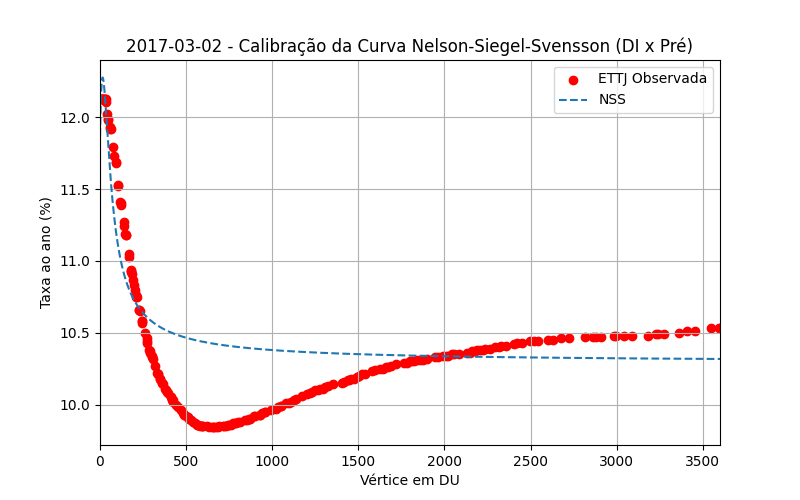 2017-03-02 - Calibração da Curva Nelson-Siegel-Svensson (DI x Pré)
ETTJ Observada
NSS
Taxa ao ano (%)
12.0
11.5
11.0
10.5
10.0
0 500 1000 1500 2000 2500 3000 3500
Vértice em DU